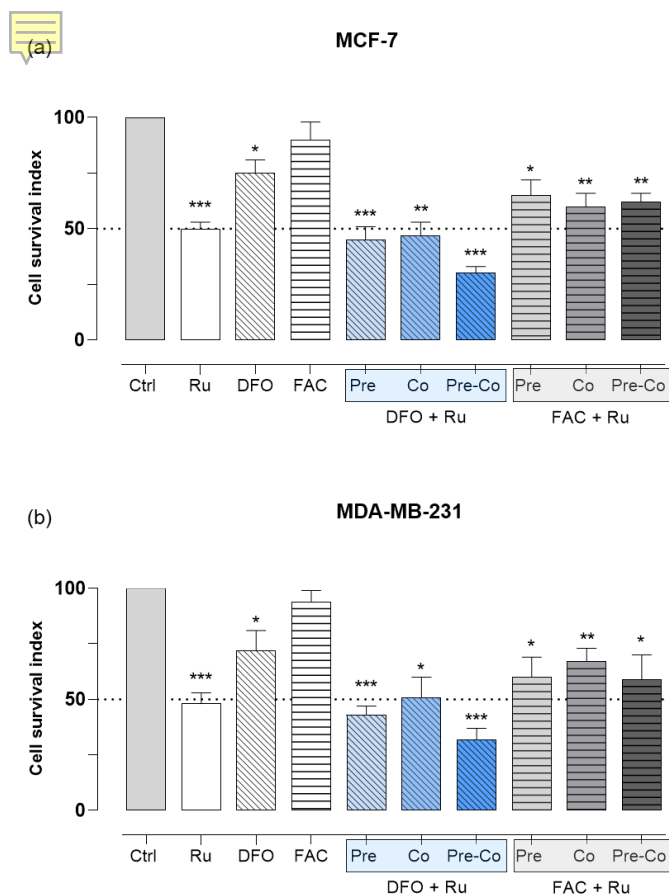 (a)
MCF-7
Cell survival index
100
50
0
***
*
***
**
***
*
**
**
Ctrl Ru DFO FAC Pre Co Pre-Co Pre Co Pre-Co
DFO + Ru FAC + Ru
(b)
MDA-MB-231
Cell survival index
100
50
0
***
*
***
*
***
*
**
*
Ctrl Ru DFO FAC Pre Co Pre-Co Pre Co Pre-Co
DFO + Ru FAC + Ru